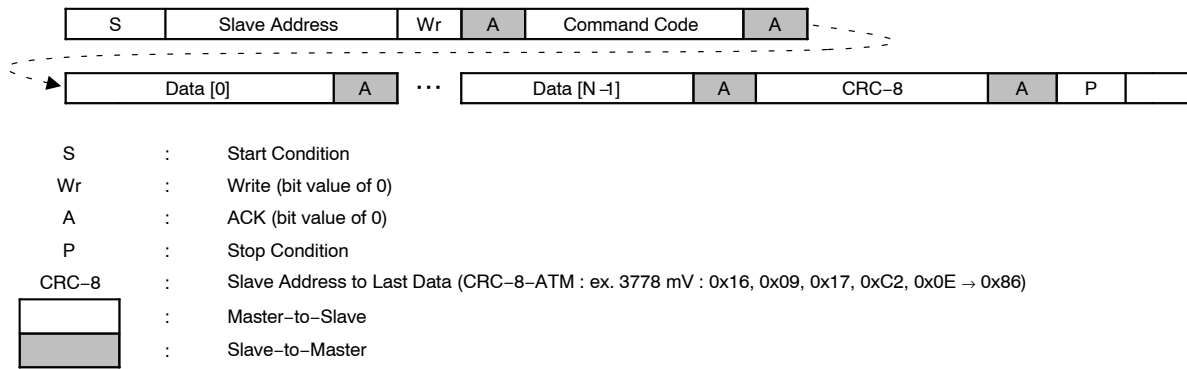 S Slave Address Wr A Command Code A
Data [0] A ··· Data [N−1] A CRC−8 A P
S : Start Condition
Wr : Write (bit value of 0)
A : ACK (bit value of 0)
P : Stop Condition
CRC−8 : Slave Address to Last Data (CRC−8−ATM : ex. 3778 mV : 0x16, 0x09, 0x17, 0xC2, 0x0E → 0x86)
: Master−to−Slave
: Slave−to−Master